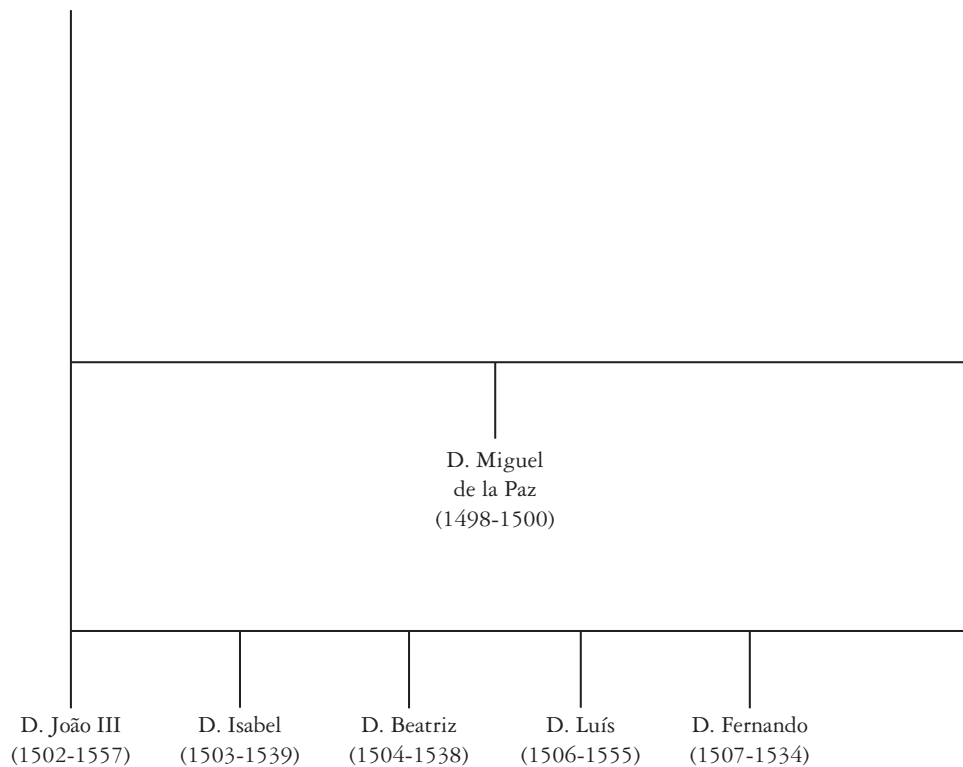 D. Miguel
de la Paz
(1498-1500)
D. João III
(1502-1557)
D. Isabel
(1503-1539)
D. Beatriz
(1504-1538)
D. Luís
(1506-1555)
D. Fernando
(1507-1534)